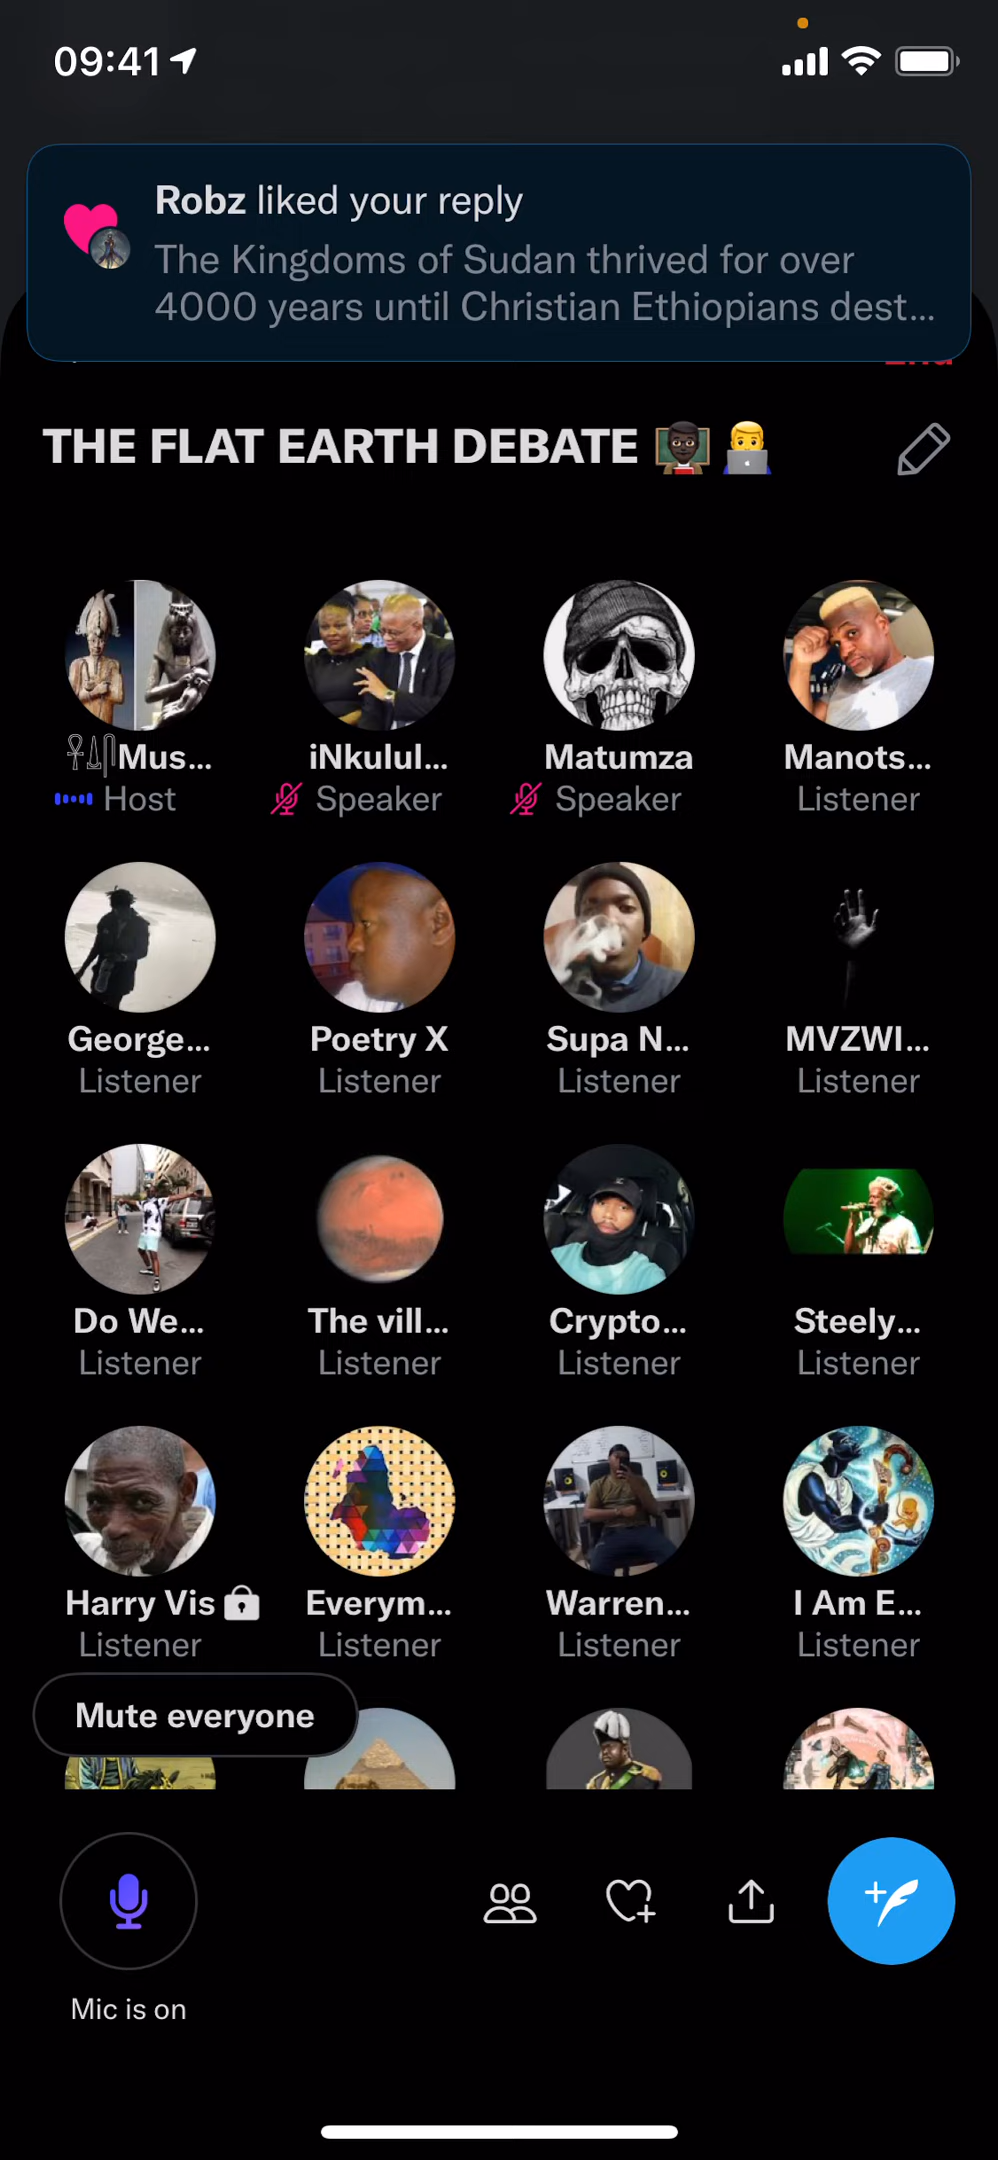 09:41
Robz liked your reply
The Kingdoms of Sudan thrived for over
4000 years until Christian Ethiopians dest...
THE FLAT EARTH DEBATE 👨🏿‍🏫 👨‍💻
Mus... iNkulul... Matumza Manots...
Host Speaker Speaker Listener
George... Poetry X Supa N... MVZWI...
Listener Listener Listener Listener
Do We... The vill... Crypto... Steely...
Listener Listener Listener Listener
Harry Vis Everym... Warren... I Am E...
Listener Listener Listener Listener
Mute everyone
Mic is on